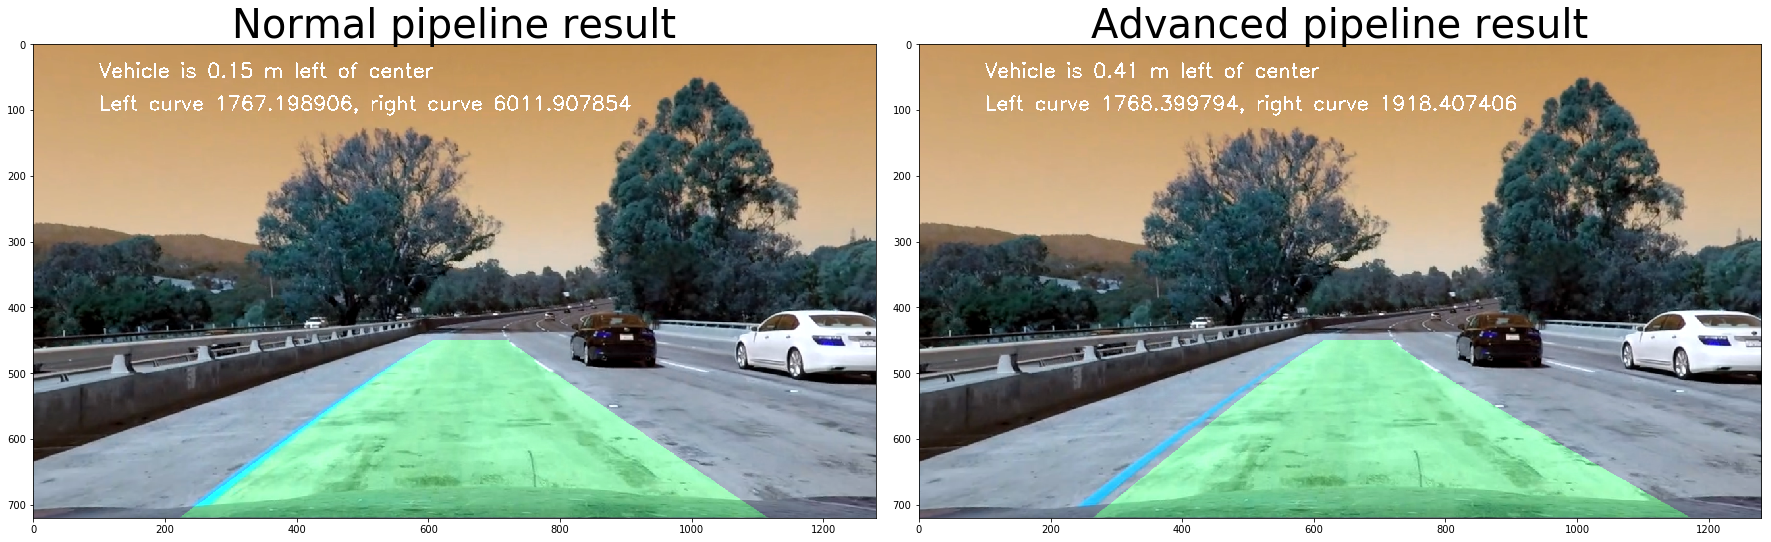 Normal pipeline result
Vehicle is 0.15 m left of center
Left curve 1767.198906, right curve 6011.907854
0
100
200
300
400
500
600
700
0 200 400 600 800 1000 1200
Advanced pipeline result
Vehicle is 0.41 m left of center
Left curve 1768.399794, right curve 1918.407406
0
100
200
300
400
500
600
700
0 200 400 600 800 1000 1200